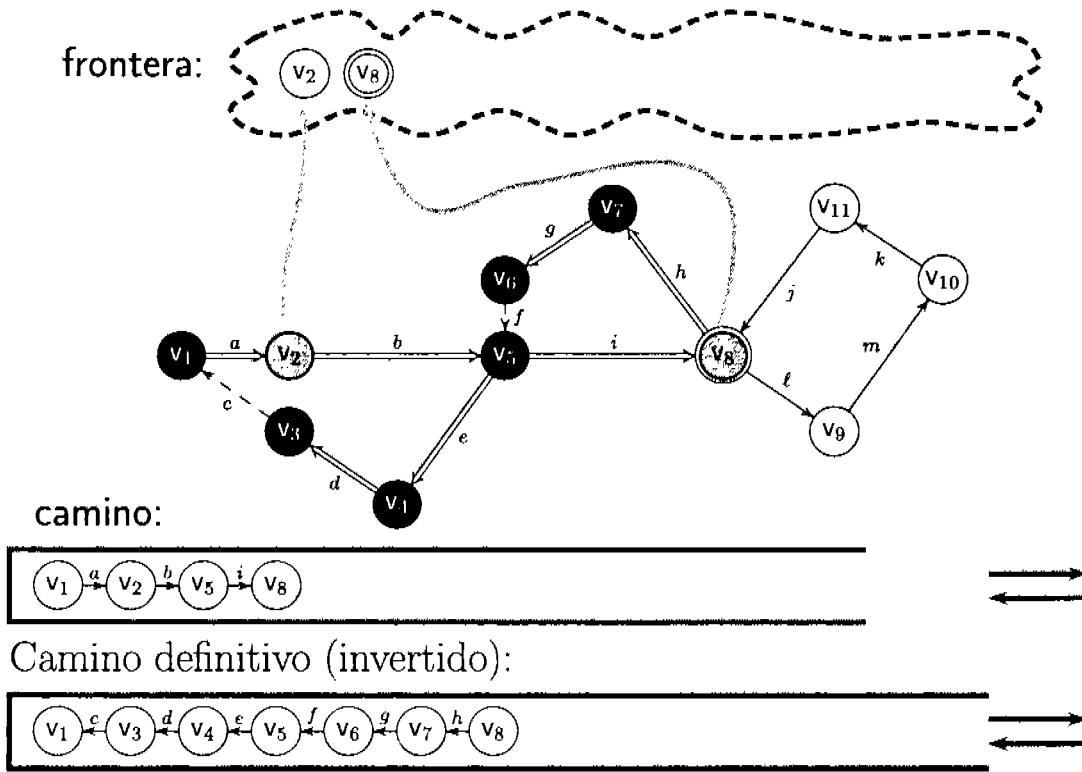 frontera:
v2 v8
v7
v11
g
k
v6
h
v10
f
j
v1 a v2 b v5 i v8
m
c
ℓ
v3
e
v9
d
v4
camino:
v1 a v2 b v5 i v8
Camino definitivo (invertido):
v1 c v3 d v4 e v5 f v6 g v7 h v8